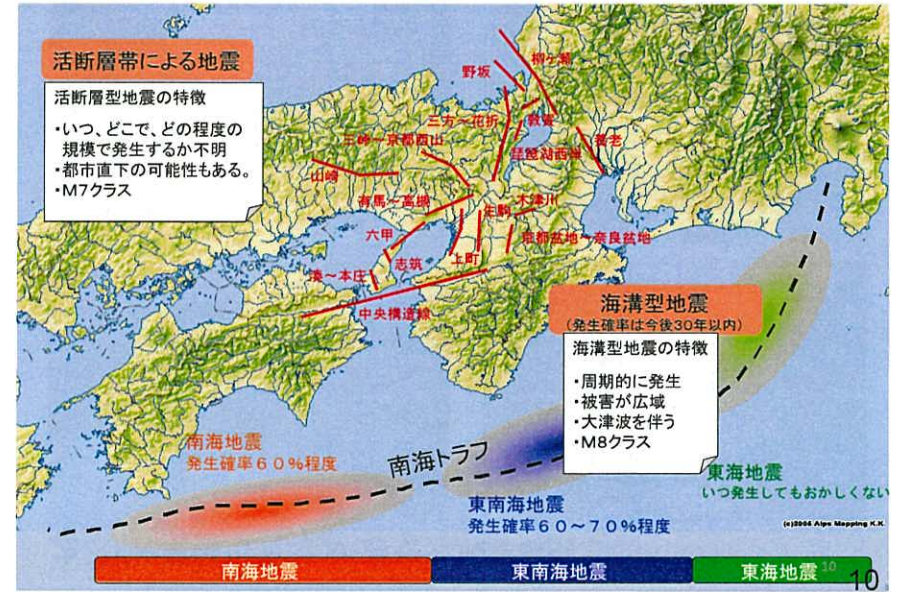 活断層帯による地震
活断層型地震の特徴
・いつ、どこで、どの程度の
規模で発生するか不明
・都市直下の可能性もある。
・M7クラス
柳ヶ瀬
野坂
三方～花折
敦賀
三峠～京都西山
琵琶湖西岸
養老
山崎
有馬～高槻
生駒
木津川
六甲
京都盆地～奈良盆地
志筑
上町
湊～本庄
中央構造線
海溝型地震
(発生確率は今後30年以内)
海溝型地震の特徴
・周期的に発生
・被害が広域
・大津波を伴う
・M8クラス
南海地震
発生確率６０％程度
南海トラフ
東南海地震
発生確率６０～７０％程度
東海地震
いつ発生してもおかしくない
(c)2004 Alps Mapping K.K.
南海地震
東南海地震
東海地震
10
10